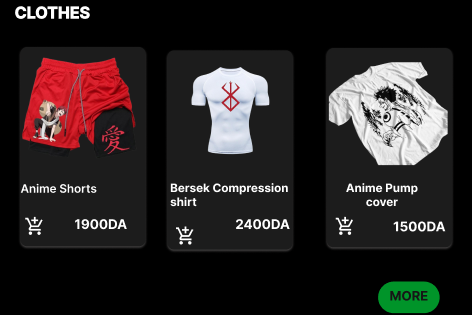 CLOTHES
愛
Anime Shorts
1900DA
Bersek Compression
shirt
2400DA
Anime Pump
cover
1500DA
MORE